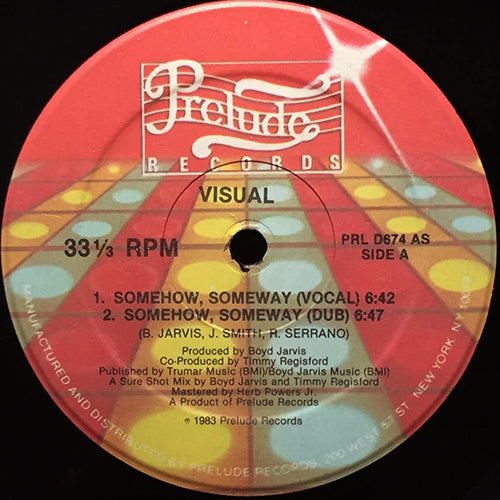 Prelude
RECORDS
VISUAL
33 1/3 RPM
PRL D674 AS
SIDE A
1. SOMEHOW, SOMEWAY (VOCAL) 6:42
2. SOMEHOW, SOMEWAY (DUB) 6:47
(B. JARVIS, J. SMITH, R. SERRANO)
Produced by Boyd Jarvis
Co-Produced by Timmy Regisford
Published by Trumar Music (BMI)/Boyd Jarvis Music (BMI)
A Sure Shot Mix by Boyd Jarvis and Timmy Regisford
Mastered by Herb Powers Jr.
A Product of Prelude Records
℗ 1983 Prelude Records
MANUFACTURED AND DISTRIBUTED BY PRELUDE RECORDS, 200 WEST 57 ST NEW YORK, NY 10019